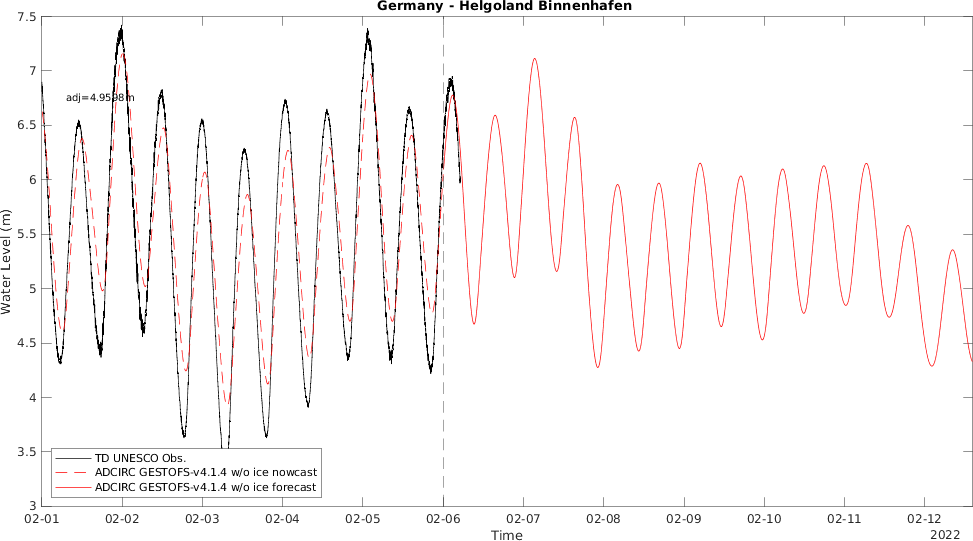 Germany - Helgoland Binnenhafen
7.5
7
6.5
6
5.5
5
4.5
4
3.5
3
Water Level (m)
adj=4.9598m
TD UNESCO Obs.
ADCIRC GESTOFS-v4.1.4 w/o ice nowcast
ADCIRC GESTOFS-v4.1.4 w/o ice forecast
02-01 02-02 02-03 02-04 02-05 02-06 02-07 02-08 02-09 02-10 02-11 02-12
2022
Time